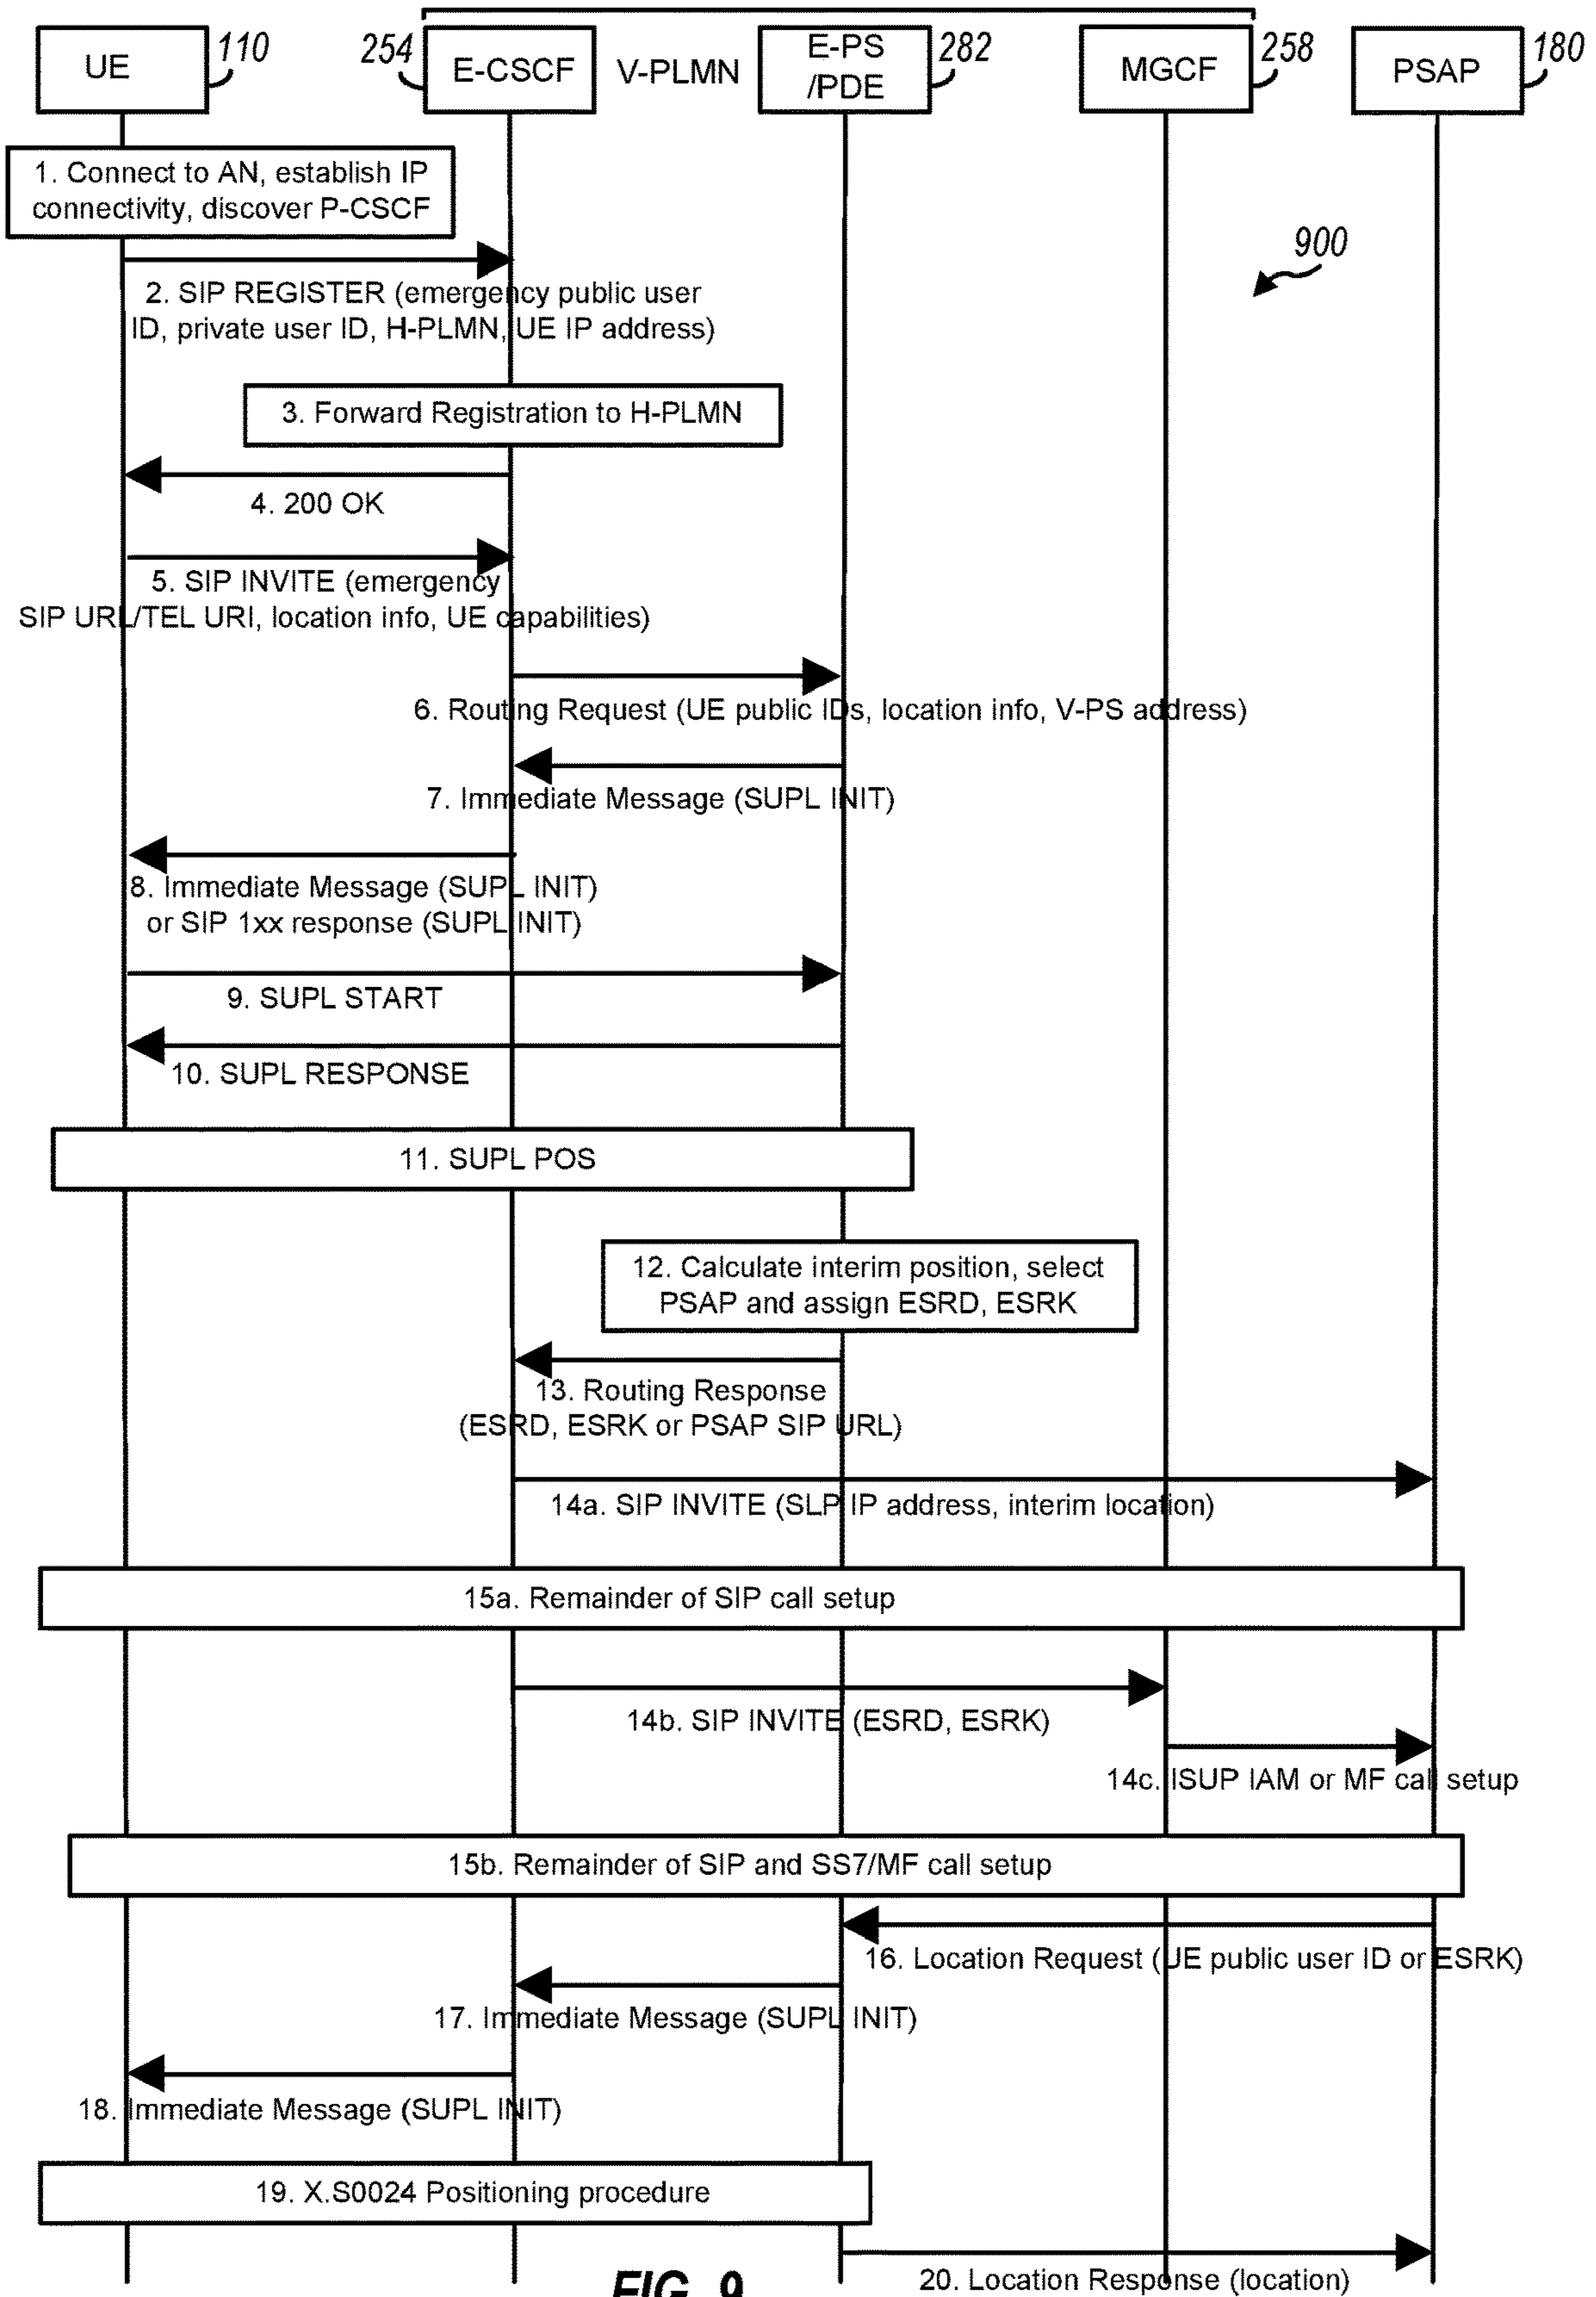 UE
110
254
E-CSCF
V-PLMN
E-PS
/PDE
282
MGCF
258
PSAP
180
1. Connect to AN, establish IP
connectivity, discover P-CSCF
900
2. SIP REGISTER (emergency public user
ID, private user ID, H-PLMN, UE IP address)
3. Forward Registration to H-PLMN
4. 200 OK
5. SIP INVITE (emergency
SIP URL/TEL URI, location info, UE capabilities)
6. Routing Request (UE public IDs, location info, V-PS address)
7. Immediate Message (SUPL INIT)
8. Immediate Message (SUPL INIT)
or SIP 1xx response (SUPL INIT)
9. SUPL START
10. SUPL RESPONSE
11. SUPL POS
12. Calculate interim position, select
PSAP and assign ESRD, ESRK
13. Routing Response
(ESRD, ESRK or PSAP SIP URL)
14a. SIP INVITE (SLP IP address, interim location)
15a. Remainder of SIP call setup
14b. SIP INVITE (ESRD, ESRK)
14c. ISUP IAM or MF call setup
15b. Remainder of SIP and SS7/MF call setup
16. Location Request (UE public user ID or ESRK)
17. Immediate Message (SUPL INIT)
18. Immediate Message (SUPL INIT)
19. X.S0024 Positioning procedure
20. Location Response (location)
FIG. 9